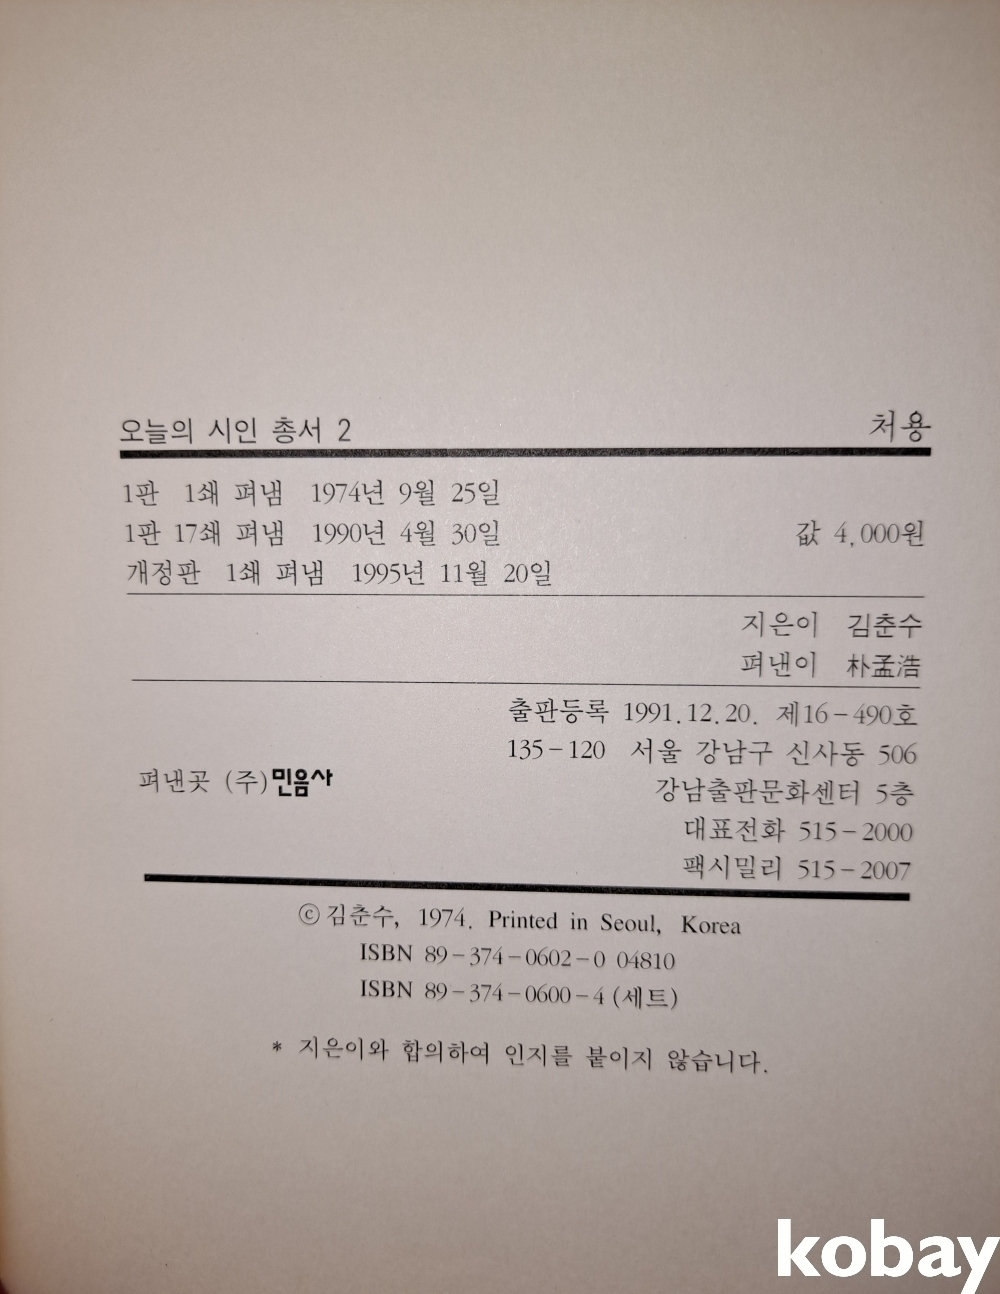 오늘의 시인 총서 2 처용
1판 1쇄 펴냄 1974년 9월 25일
1판 17쇄 펴냄 1990년 4월 30일 값 4,000원
개정판 1쇄 펴냄 1995년 11월 20일
지은이 김춘수
펴낸이 朴孟浩
출판등록 1991.12.20. 제16-490호
135-120 서울 강남구 신사동 506
펴낸곳 (주)민음사
강남출판문화센터 5층
대표전화 515-2000
팩시밀리 515-2007
ⓒ 김춘수, 1974. Printed in Seoul, Korea
ISBN 89-374-0602-0 04810
ISBN 89-374-0600-4 (세트)
* 지은이와 합의하여 인지를 붙이지 않습니다.
kobay